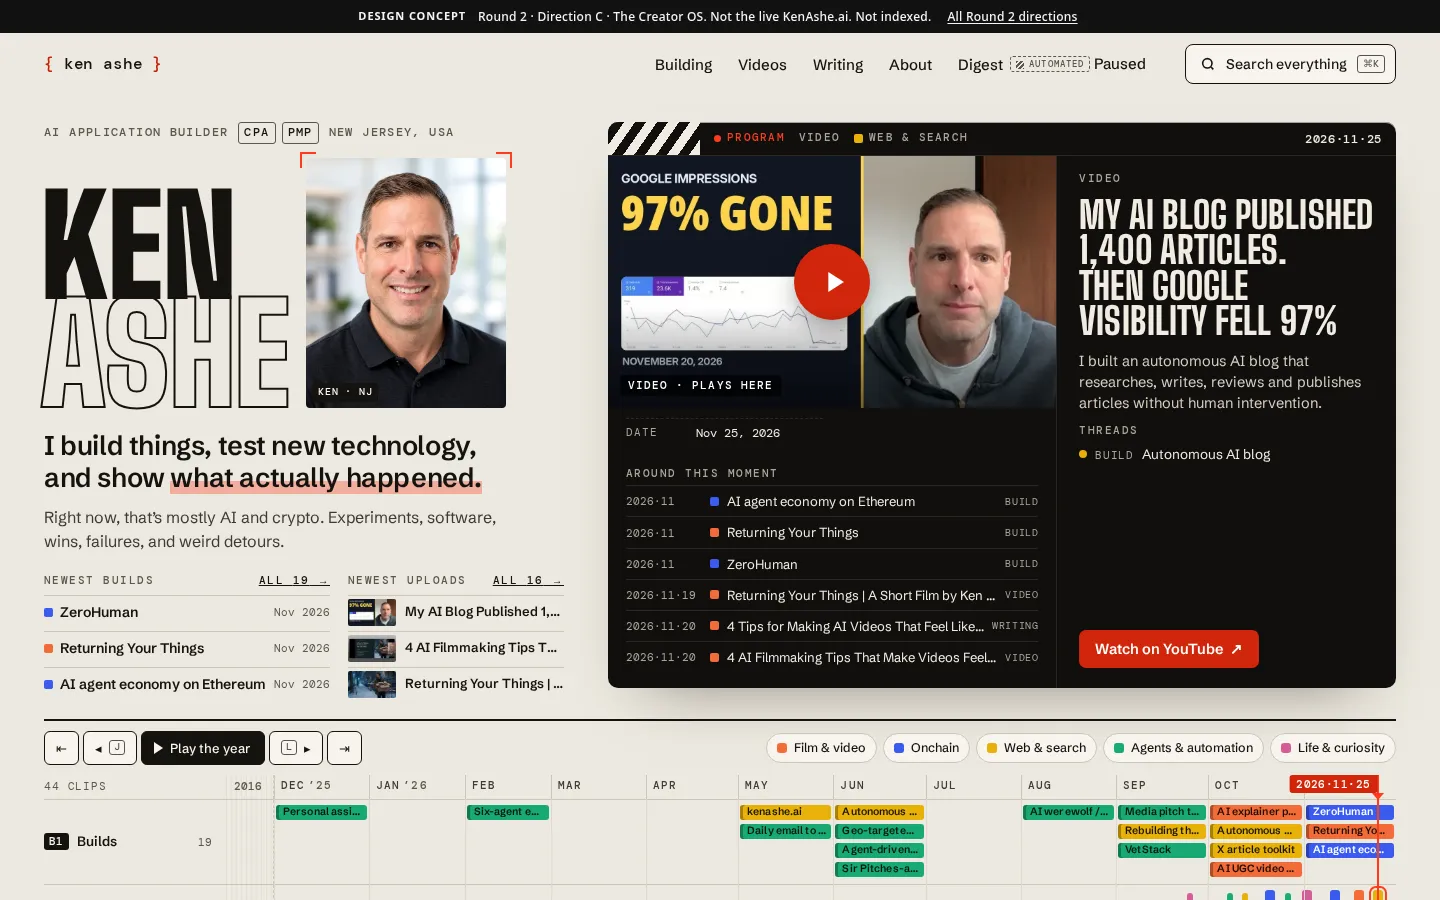 DESIGN CONCEPT Round 2 · Direction C · The Creator OS. Not the live KenAshe.ai. Not indexed. All Round 2 directions
{ ken ashe }
Building Videos Writing About Digest AUTOMATED Paused
Search everything ⌘K
AI APPLICATION BUILDER CPA PMP NEW JERSEY, USA
KEN
ASHE
KEN · NJ
I build things, test new technology,
and show what actually happened.
Right now, that's mostly AI and crypto. Experiments, software,
wins, failures, and weird detours.
NEWEST BUILDS ALL 19 →
ZeroHuman Nov 2026
Returning Your Things Nov 2026
AI agent economy on Ethereum Nov 2026
NEWEST UPLOADS ALL 16 →
My AI Blog Published 1,...
4 AI Filmmaking Tips T...
Returning Your Things | ...
PROGRAM VIDEO WEB & SEARCH 2026·11·25
GOOGLE IMPRESSIONS
97% GONE
NOVEMBER 20, 2026
VIDEO · PLAYS HERE
DATE Nov 25, 2026
AROUND THIS MOMENT
2026·11 AI agent economy on Ethereum BUILD
2026·11 Returning Your Things BUILD
2026·11 ZeroHuman BUILD
2026·11·19 Returning Your Things | A Short Film by Ken ... VIDEO
2026·11·20 4 Tips for Making AI Videos That Feel Like... WRITING
2026·11·20 4 AI Filmmaking Tips That Make Videos Feel... VIDEO
VIDEO
MY AI BLOG PUBLISHED
1,400 ARTICLES.
THEN GOOGLE
VISIBILITY FELL 97%
I built an autonomous AI blog that
researches, writes, reviews and publishes
articles without human intervention.
THREADS
BUILD Autonomous AI blog
Watch on YouTube ↗
J Play the year L
Film & video Onchain Web & search Agents & automation Life & curiosity
44 CLIPS 2016 DEC '25 JAN '26 FEB MAR APR MAY JUN JUL AUG SEP OCT 2026·11·25
B1 Builds 19
Personal assi... Six-agent e... kenashe.ai Autonomous ... AI werewolf /... Media pitch t... AI explainer p... ZeroHuman
Daily email to ... Geo-targete... Rebuilding th... Autonomous ... Returning Yo...
Agent-driven... VetStack X article toolkit AI agent eco...
Sir Pitches-a... AI UGC video ...